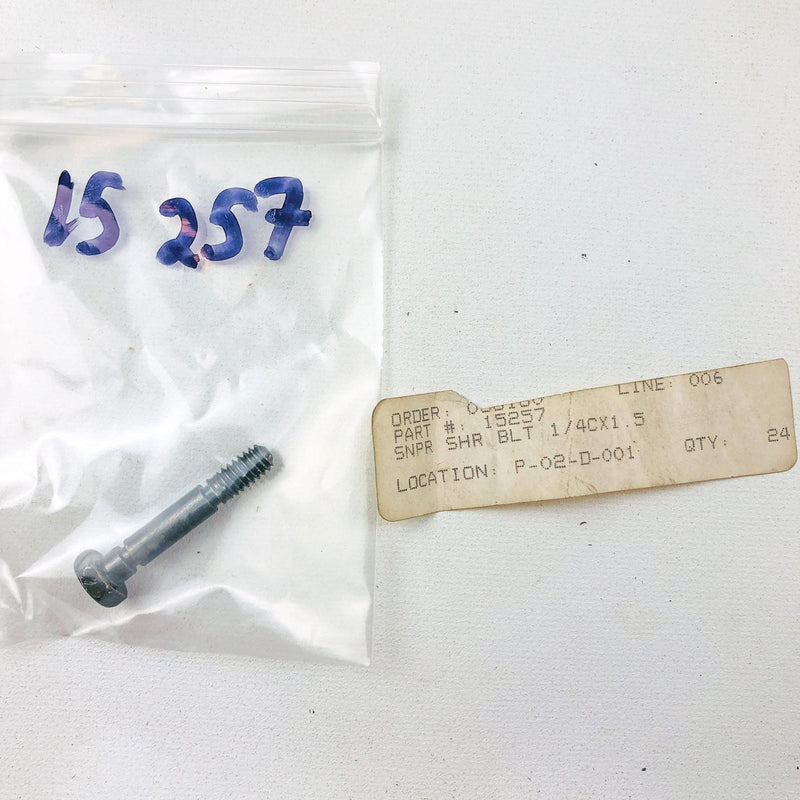 15 257
ORDER: LINE: 006
PART #: 15257
SNPR SHR BLT 1/4CX1.5
LOCATION: P-02-D-001 QTY: 24